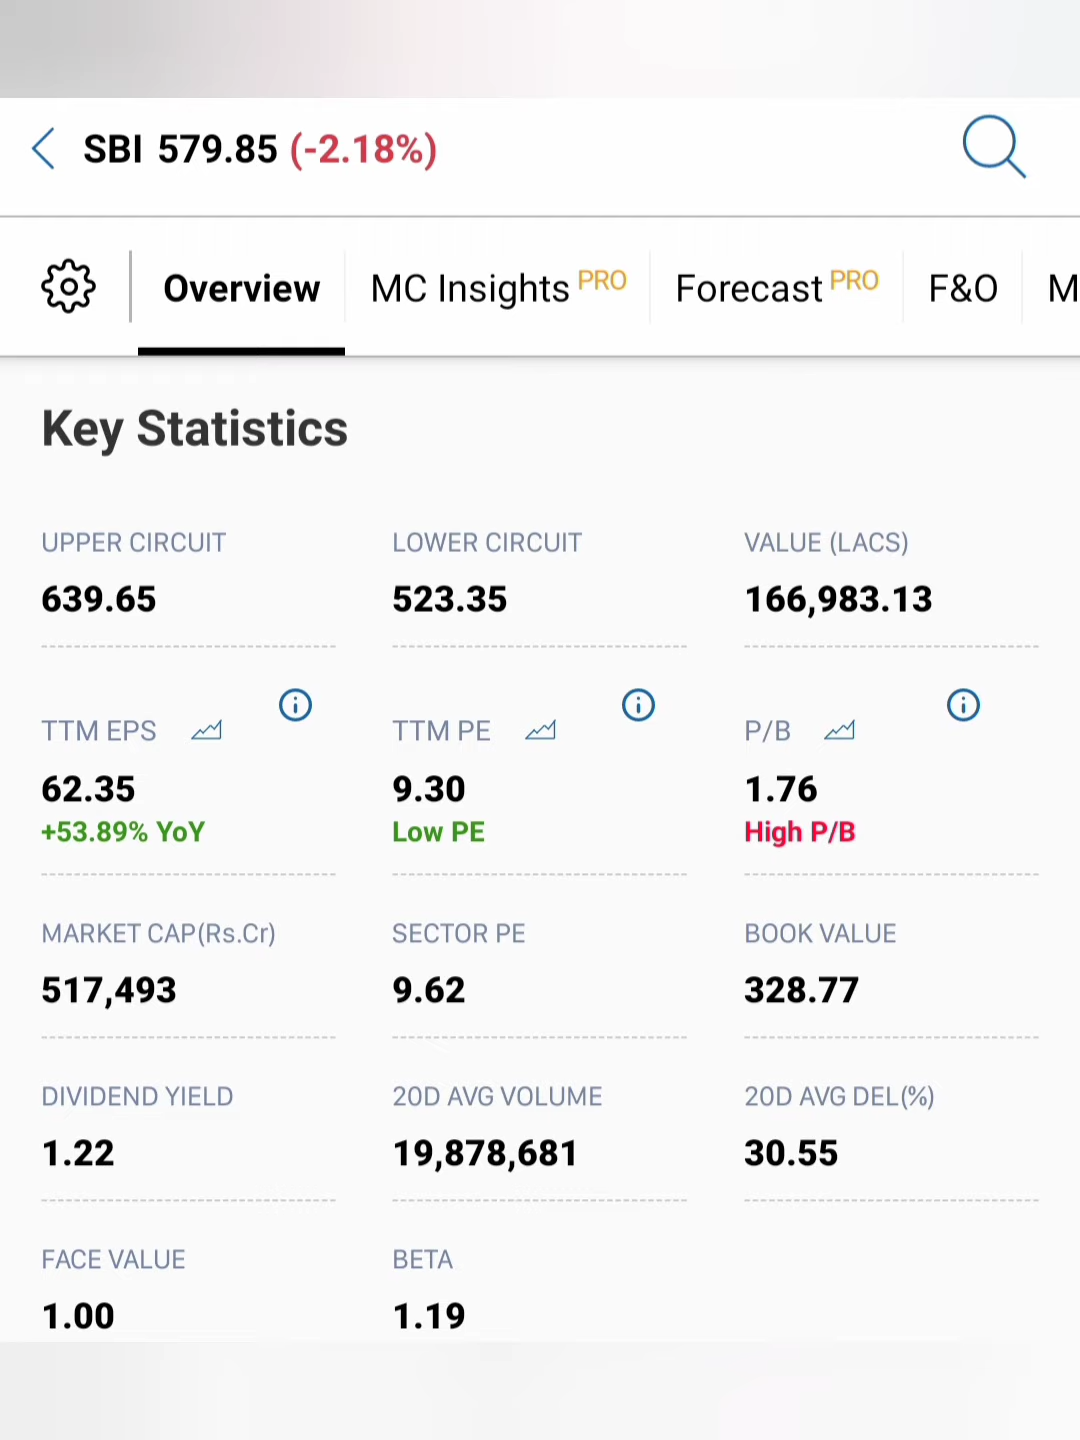 SBI 579.85 (-2.18%)
Overview MC Insights PRO Forecast PRO F&O M
Key Statistics
UPPER CIRCUIT LOWER CIRCUIT VALUE (LACS)
639.65 523.35 166,983.13
TTM EPS TTM PE P/B
62.35 9.30 1.76
+53.89% YoY Low PE High P/B
MARKET CAP(Rs.Cr) SECTOR PE BOOK VALUE
517,493 9.62 328.77
DIVIDEND YIELD 20D AVG VOLUME 20D AVG DEL(%)
1.22 19,878,681 30.55
FACE VALUE BETA
1.00 1.19